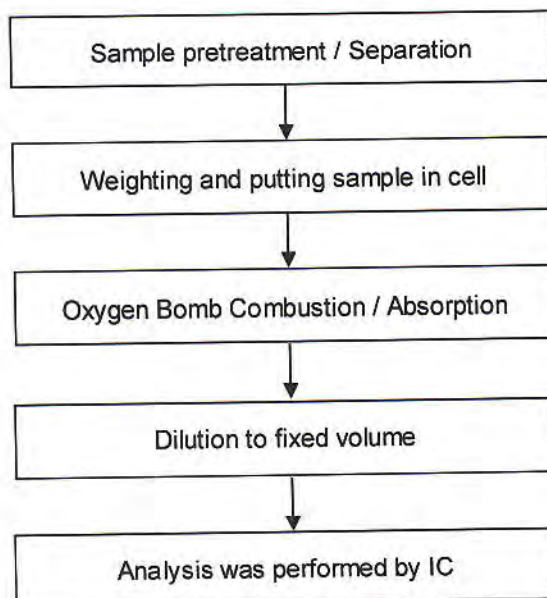 Sample pretreatment / Separation
Weighting and putting sample in cell
Oxygen Bomb Combustion / Absorption
Dilution to fixed volume
Analysis was performed by IC